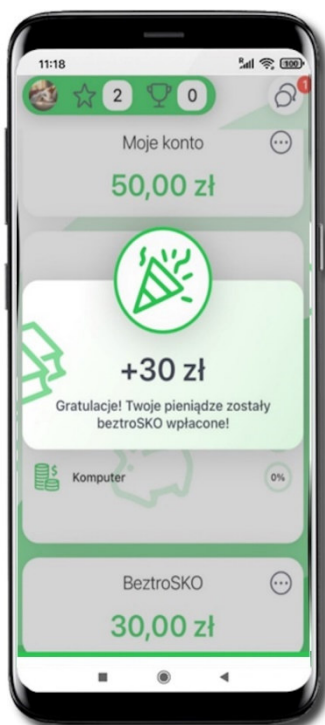 11:18
100
2
0
1
Moje konto
50,00 zł
+30 zł
Gratulacje! Twoje pieniądze zostały
beztroSKO wpłacone!
$
Komputer
0%
BeztroSKO
30,00 zł